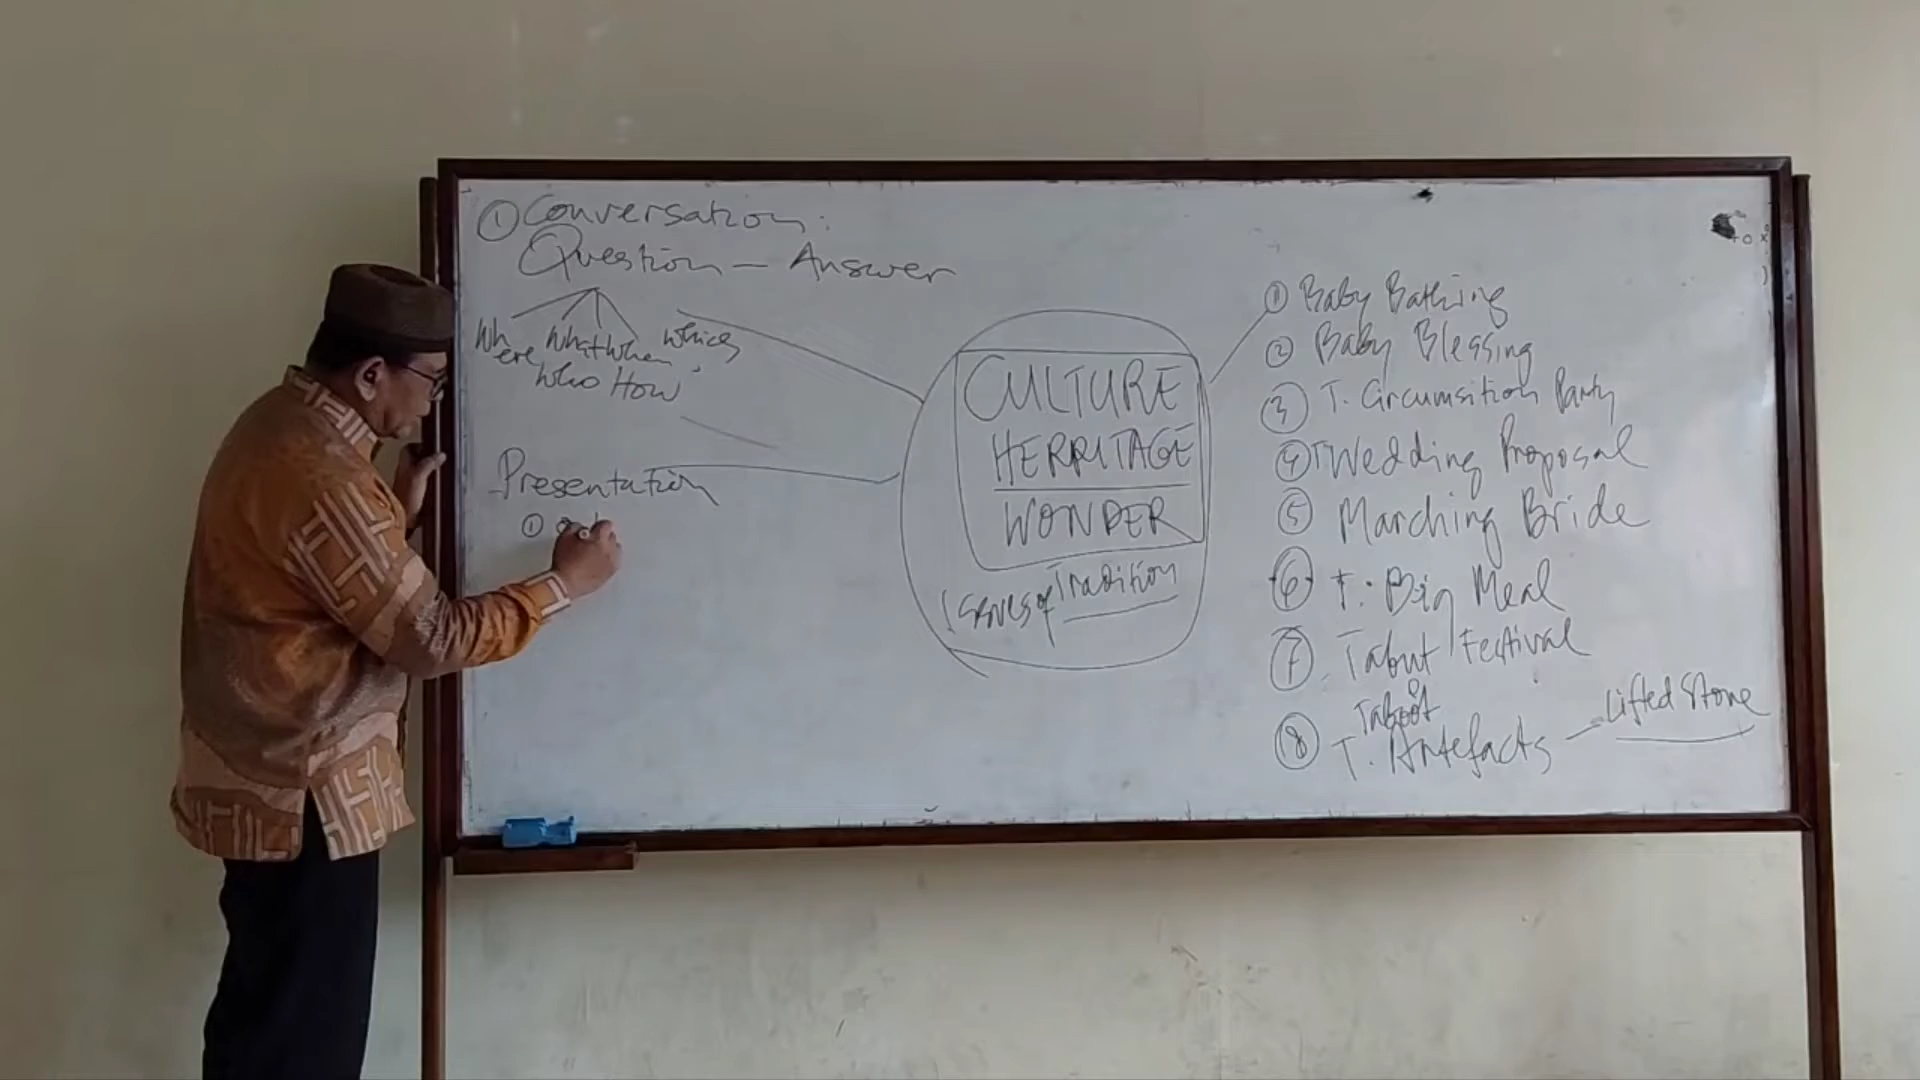 ① Conversation:
Question - Answer
Where What When Which
Who How
Presentation
①
CULTURE
HERRITAGE
WONDER
Issues of Tradition
① Baby Bathing
② Baby Blessing
③ T. Circumsition Party
④ T Wedding Proposal
⑤ Marching Bride
⑥ T. Big Meal
⑦ Tabut Festival
Taboot
⑧ T. Artefacts - Lifted Stone